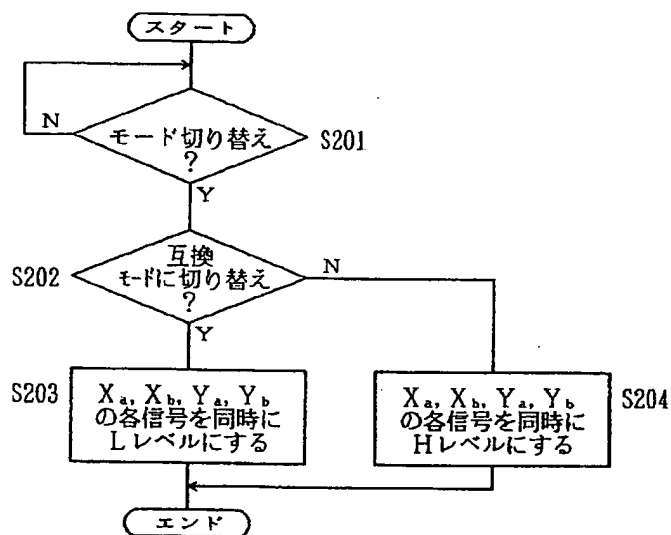 スタート
N
モード切り替え
?
S201
Y
互換
モードに切り替え
?
S202
N
Y
S203
Xa, Xb, Ya, Yb
の各信号を同時に
Lレベルにする
Xa, Xb, Ya, Yb
の各信号を同時に
Hレベルにする
S204
エンド